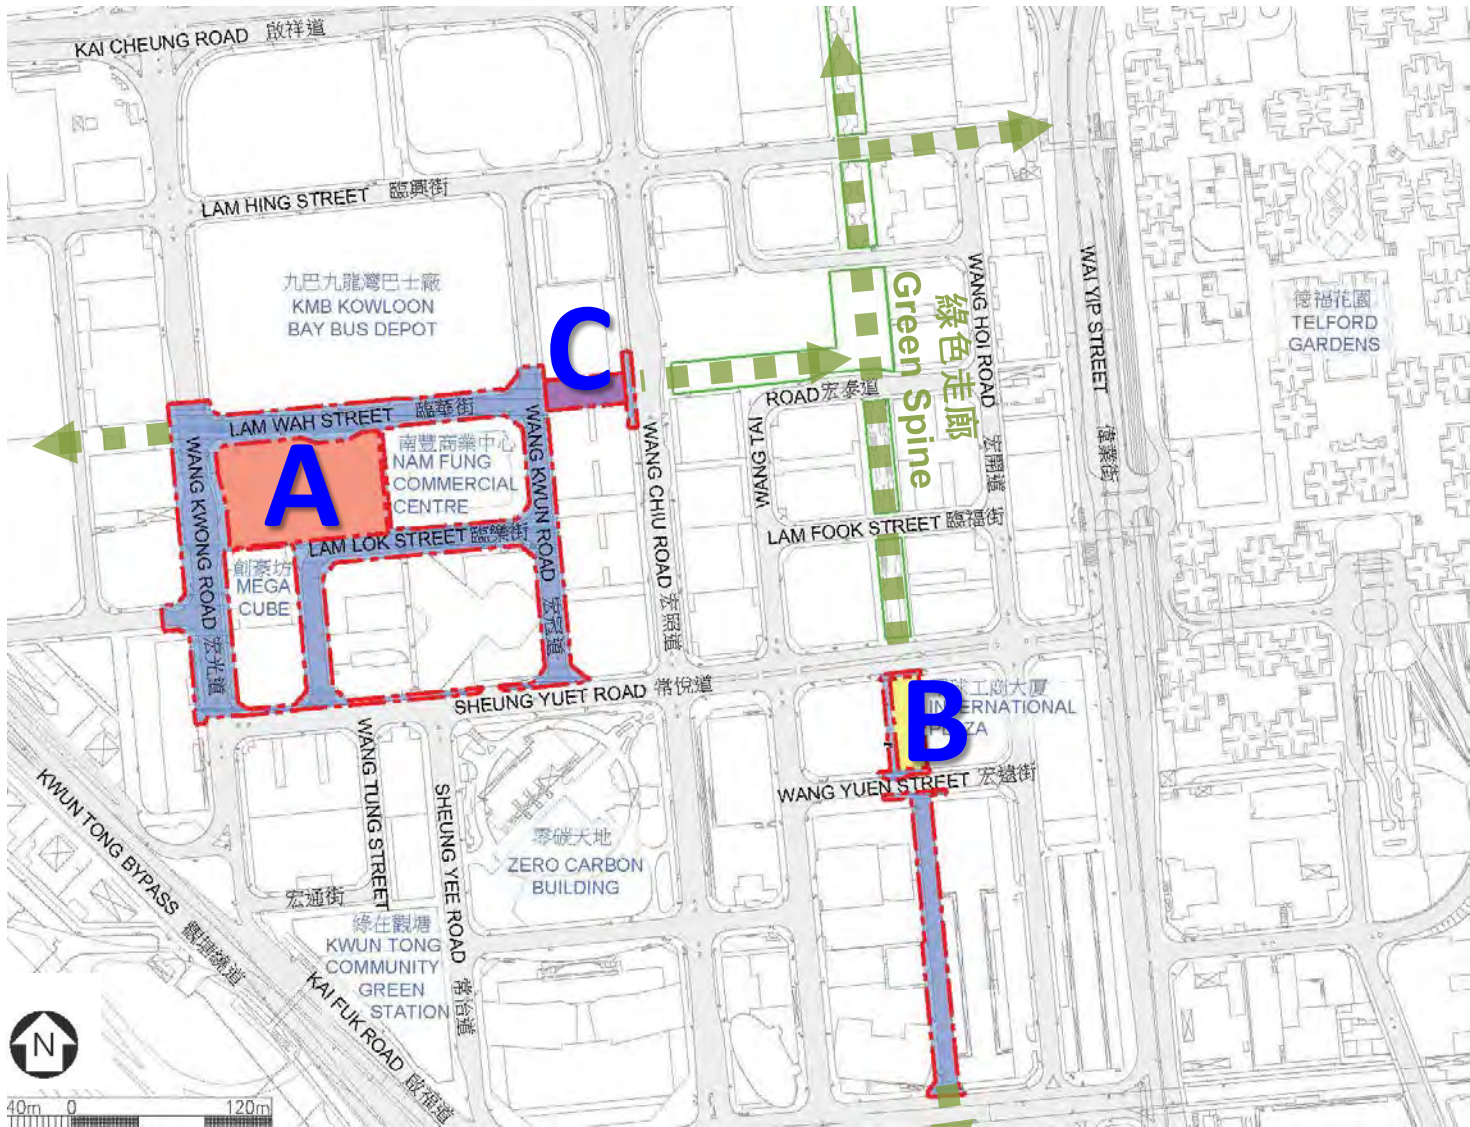 KAI CHEUNG ROAD 啟祥道
LAM HING STREET 臨興街
九巴九龍灣巴士廠
KMB KOWLOON
BAY BUS DEPOT
WANG HOI ROAD 宏開道
WAI YIP STREET 偉業街
德福花園
TELFORD
GARDENS
綠色走廊
Green Spine
C
ROAD 宏泰道
WANG TAI
LAM WAH STREET 臨華街
A
南豐商業中心
NAM FUNG
COMMERCIAL
CENTRE
WANG KWONG ROAD 宏光道
WANG KWUN ROAD 宏冠道
WANG CHIU ROAD 宏照道
LAM LOK STREET 臨樂街
LAM FOOK STREET 臨福街
創豪坊
MEGA
CUBE
SHEUNG YUET ROAD 常悅道
B
工商大廈
INTERNATIONAL
WANG YUEN STREET 宏遠街
WANG TUNG STREET
宏通街
SHEUNG YEE ROAD 常怡道
零碳天地
ZERO CARBON
BUILDING
KWUN TONG BYPASS 觀塘繞道
綠在觀塘
KWUN TONG
COMMUNITY
GREEN
STATION
KAI FUK ROAD 啟福道
N
40m 0 120m